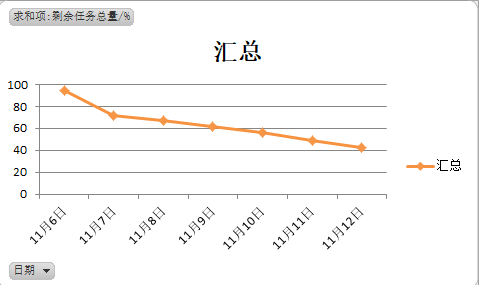 求和项:剩余任务总量/%
汇总
100
80
60
40
20
0
11月6日
11月7日
11月8日
11月9日
11月10日
11月11日
11月12日
汇总
日期